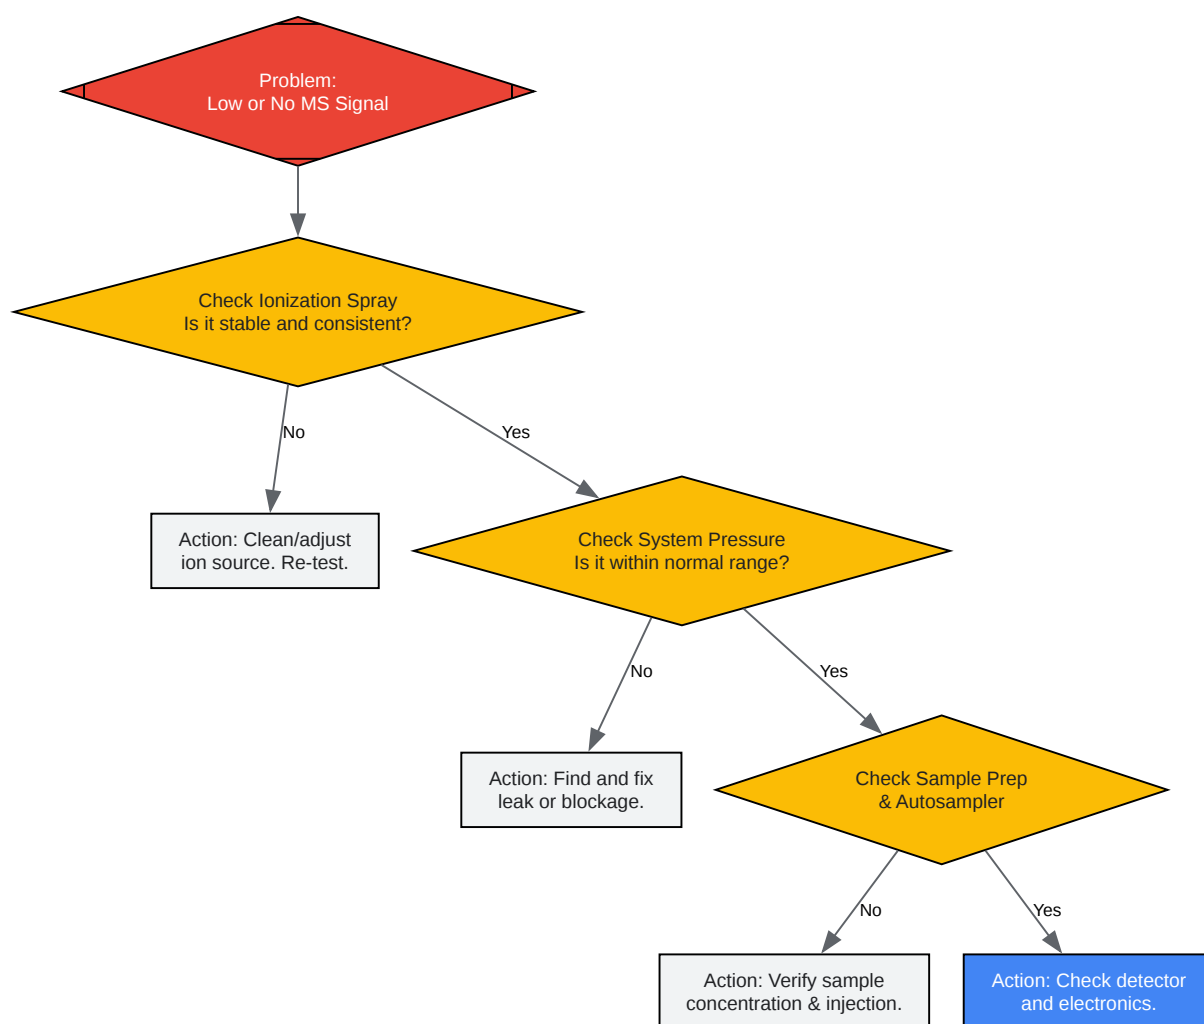 Problem:
Low or No MS Signal
Check Ionization Spray
Is it stable and consistent?
No
Yes
Action: Clean/adjust
ion source. Re-test.
Check System Pressure
Is it within normal range?
No
Yes
Action: Find and fix
leak or blockage.
Check Sample Prep
& Autosampler
No
Yes
Action: Verify sample
concentration & injection.
Action: Check detector
and electronics.